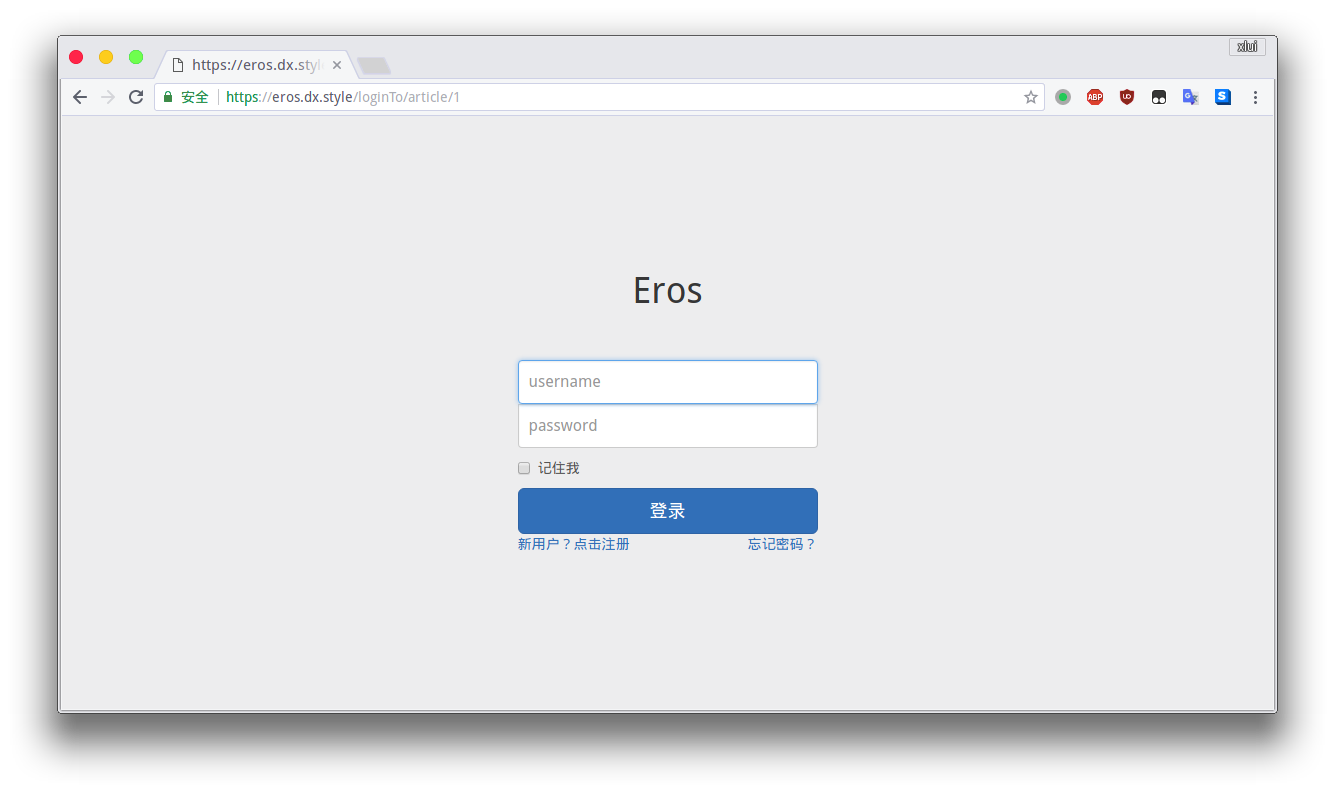 xlui
https://eros.dx.styl
安全 https://eros.dx.style/loginTo/article/1
ABP
UO
G
S
Eros
username
password
记住我
登录
新用户？点击注册 忘记密码？